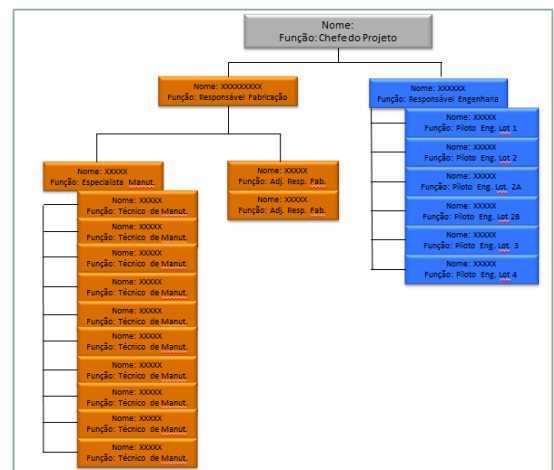 Nome:
Função: Chefe do Projeto
Nome: XXXXXXXXX
Função: Responsável Fabricação
Nome: XXXXXX
Função: Responsável Engenharia
Nome: XXXXX
Função: Piloto Eng. Lot 1
Nome: XXXXX
Função: Piloto Eng. Lot 2
Nome: XXXXX
Função: Piloto Eng. Lot. 2A
Nome: XXXXX
Função: Piloto Eng. Lot 2B
Nome: XXXXX
Função: Piloto Eng. Lot. 3
Nome: XXXXX
Função: Piloto Eng. Lot 4
Nome: XXXXX
Função: Especialista Manut.
Nome: XXXXX
Função: Adj. Resp. Fab.
Nome: XXXXX
Função: Adj. Resp. Fab.
Nome: XXXXX
Função: Técnico de Manut.
Nome: XXXXX
Função: Técnico de Manut.
Nome: XXXXX
Função: Técnico de Manut.
Nome: XXXXX
Função: Técnico de Manut.
Nome: XXXXX
Função: Técnico de Manut.
Nome: XXXXX
Função: Técnico de Manut.
Nome: XXXXX
Função: Técnico de Manut.
Nome: XXXXX
Função: Técnico de Manut.
Nome: XXXXX
Função: Técnico de Manut.
Nome: XXXXX
Função: Técnico de Manut.